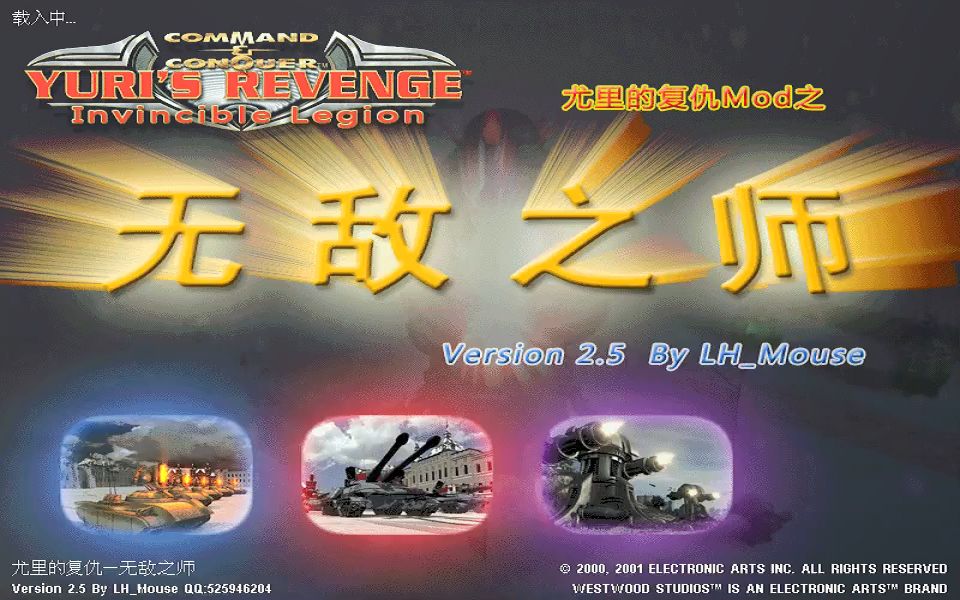 载入中...
COMMAND
&
CONQUER™
YURI'S REVENGE™
Invincible Legion
尤里的复仇Mod之
无敌之师
Version 2.5 By LH_Mouse
尤里的复仇—无敌之师
Version 2.5 By LH_Mouse QQ:525946204
© 2000, 2001 ELECTRONIC ARTS INC. ALL RIGHTS RESERVED
WESTWOOD STUDIOS™ IS AN ELECTRONIC ARTS™ BRAND